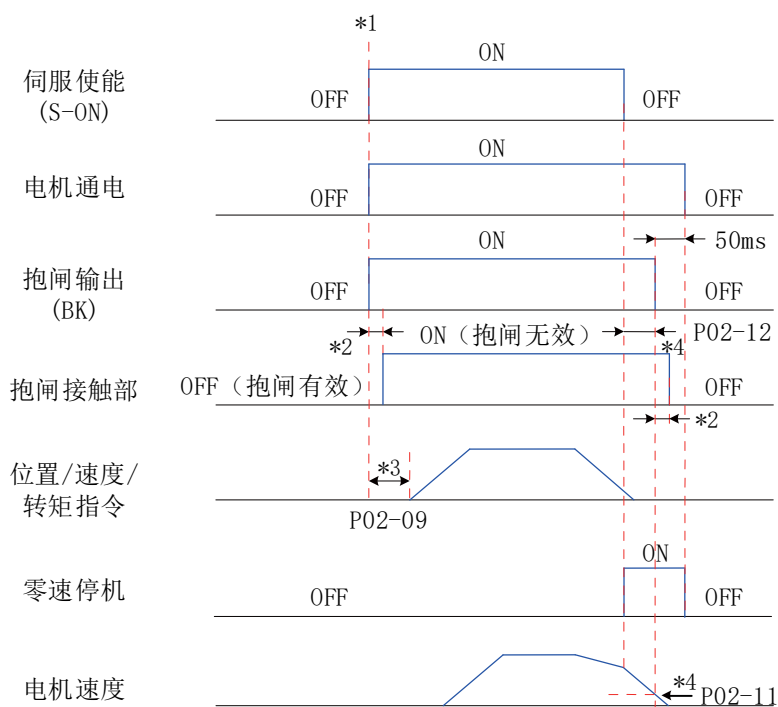 *1
伺服使能
(S-ON)
OFF
ON
OFF
电机通电
OFF
ON
OFF
50ms
抱闸输出
(BK)
OFF
ON
OFF
*2
ON（抱闸无效）
*4
P02-12
抱闸接触部
OFF（抱闸有效）
OFF
*2
位置/速度/
转矩指令
*3
P02-09
零速停机
OFF
ON
OFF
电机速度
*4
P02-11